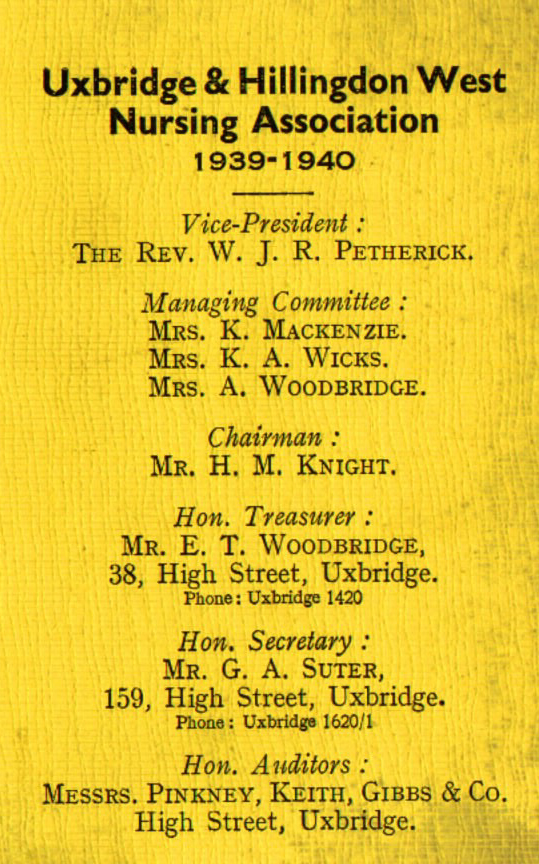 Uxbridge & Hillingdon West
Nursing Association
1939-1940
Vice-President :
THE REV. W. J. R. PETHERICK.
Managing Committee :
MRS. K. MACKENZIE.
MRS. K. A. WICKS.
MRS. A. WOODBRIDGE.
Chairman :
MR. H. M. KNIGHT.
Hon. Treasurer :
MR. E. T. WOODBRIDGE,
38, High Street, Uxbridge.
Phone : Uxbridge 1420
Hon. Secretary :
MR. G. A. SUTER,
159, High Street, Uxbridge.
Phone : Uxbridge 1620/1
Hon. Auditors :
MESSRS. PINKNEY, KEITH, GIBBS & CO.
High Street, Uxbridge.